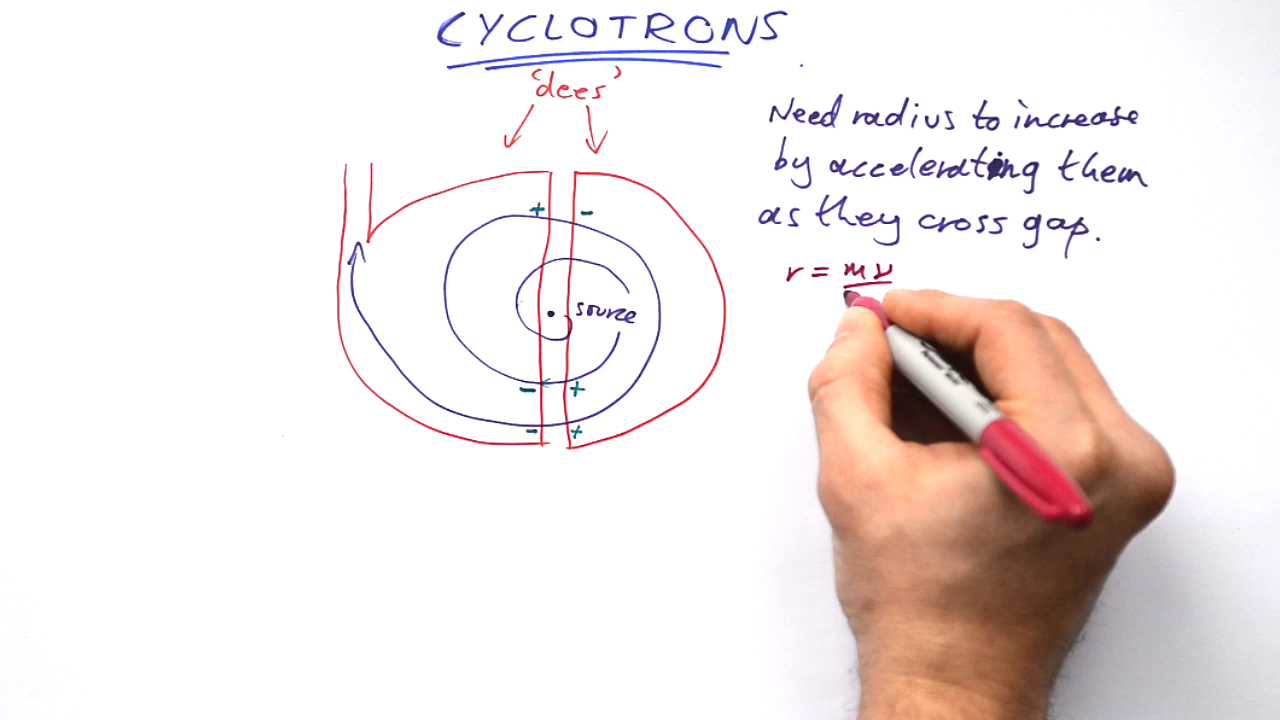 CYCLOTRONS
'dees'
Need radius to increase
by accelerating them
as they cross gap.
r = mv
+ -
source
- +
- +